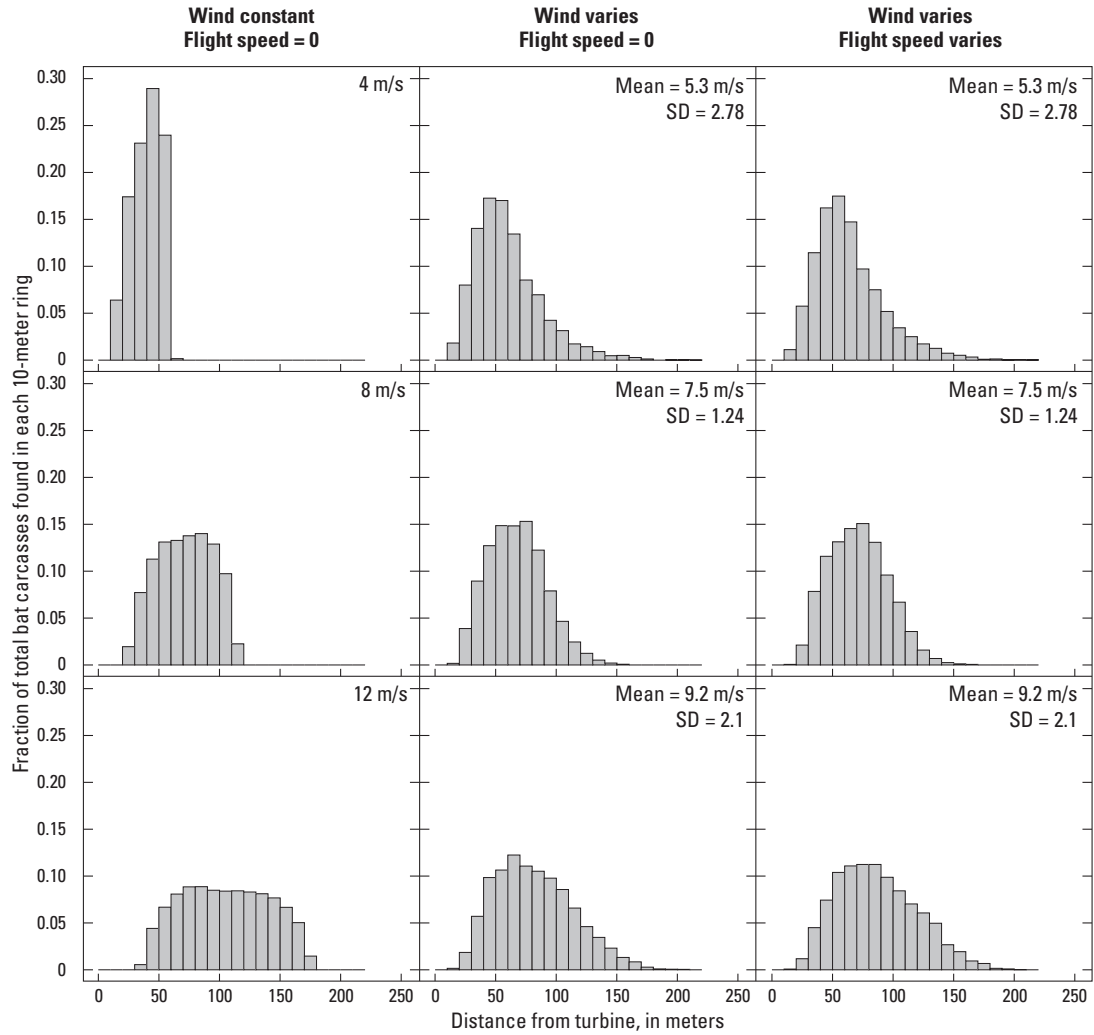 Wind constant
Flight speed = 0
Wind varies
Flight speed = 0
Wind varies
Flight speed varies
Fraction of total bat carcasses found in each 10-meter ring
0.30
0.25
0.20
0.15
0.10
0.05
0
4 m/s
Mean = 5.3 m/s
SD = 2.78
Mean = 5.3 m/s
SD = 2.78
0.30
0.25
0.20
0.15
0.10
0.05
0
8 m/s
Mean = 7.5 m/s
SD = 1.24
Mean = 7.5 m/s
SD = 1.24
0.30
0.25
0.20
0.15
0.10
0.05
0
12 m/s
Mean = 9.2 m/s
SD = 2.1
Mean = 9.2 m/s
SD = 2.1
0 50 100 150 200 250
0 50 100 150 200 250
0 50 100 150 200 250
Distance from turbine, in meters